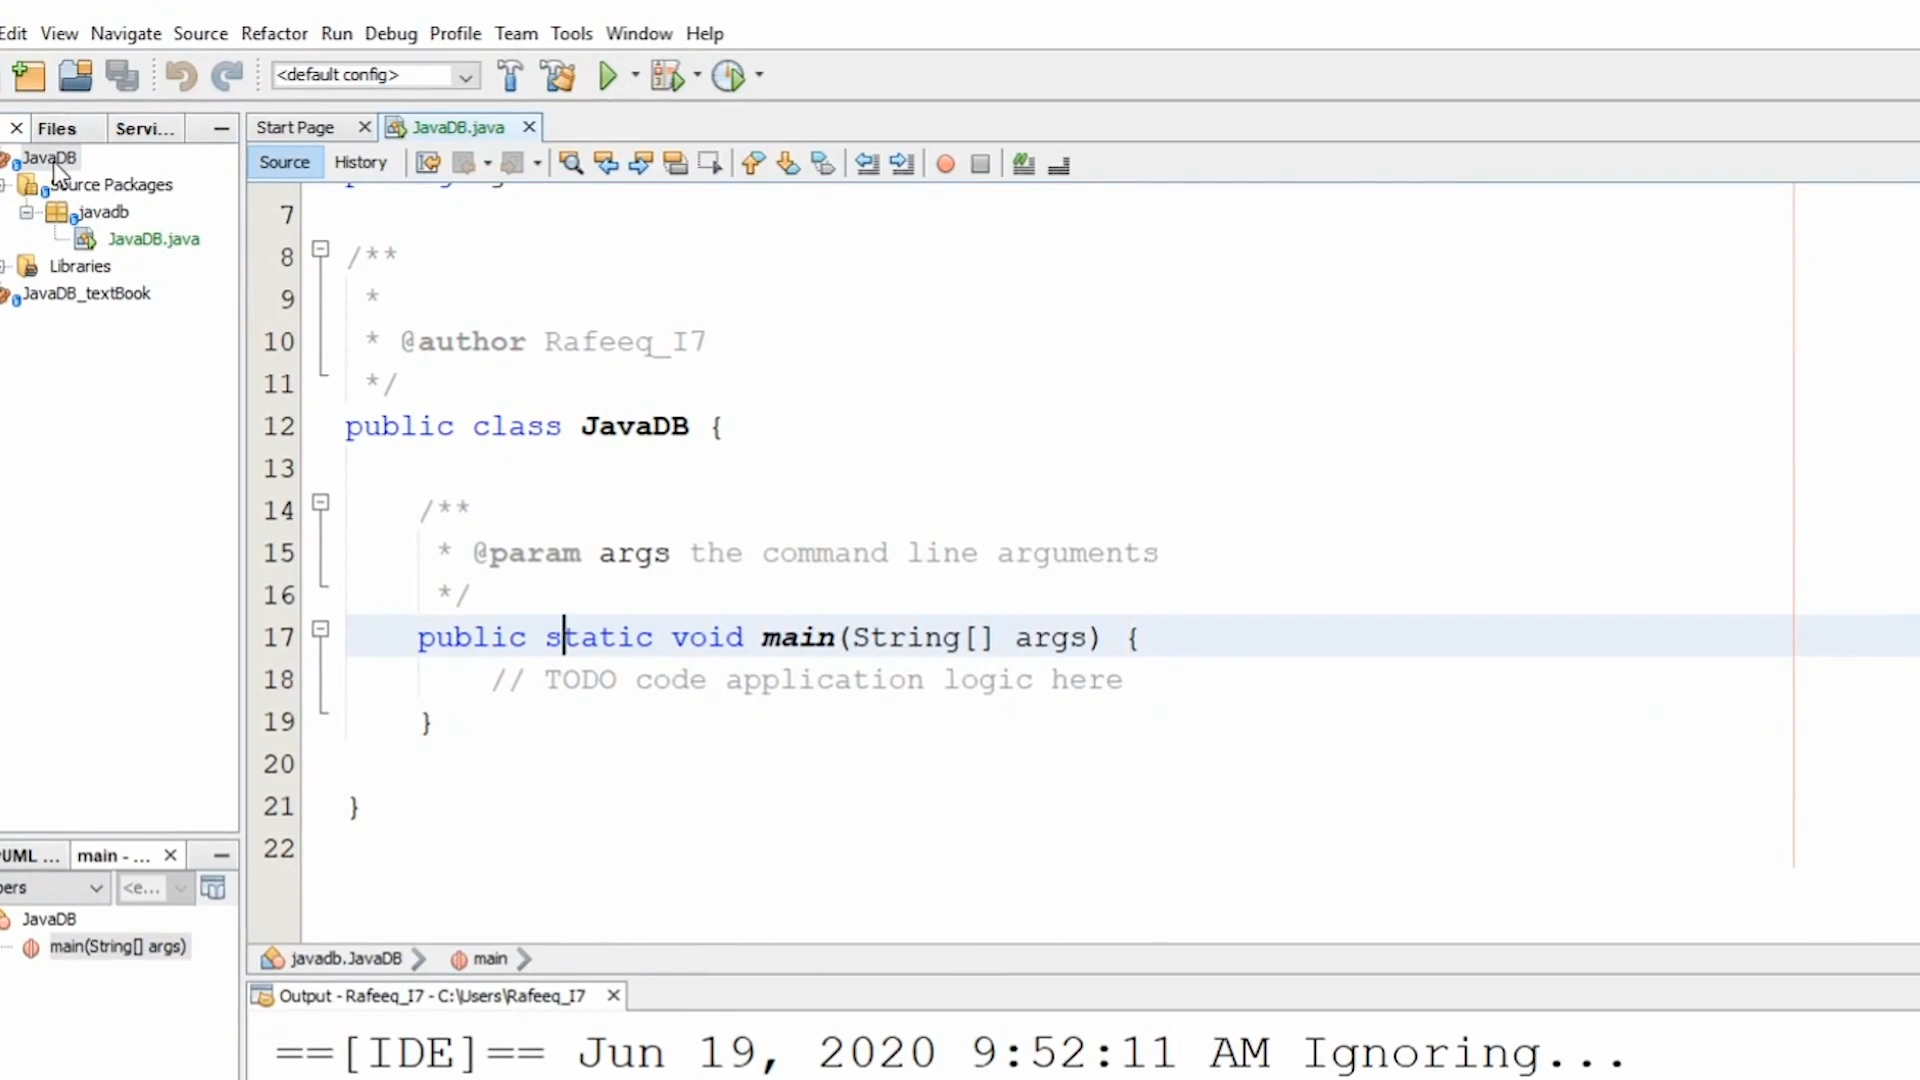 Edit View Navigate Source Refactor Run Debug Profile Team Tools Window Help
<default config>
Files Servi... Start Page JavaDB.java
JavaDB
Source History
Source Packages
javadb
JavaDB.java
Libraries
JavaDB_textBook
7
8 /**
9 *
10 * @author Rafeeq_I7
11 */
12 public class JavaDB {
13
14 /**
15 * @param args the command line arguments
16 */
17 public static void main(String[] args) {
18 // TODO code application logic here
19 }
20
21 }
22
UML ... main - ...
bers <e...
JavaDB
main(String[] args)
javadb.JavaDB main
Output - Rafeeq_I7 - C:\Users\Rafeeq_I7
==[IDE]== Jun 19, 2020 9:52:11 AM Ignoring...